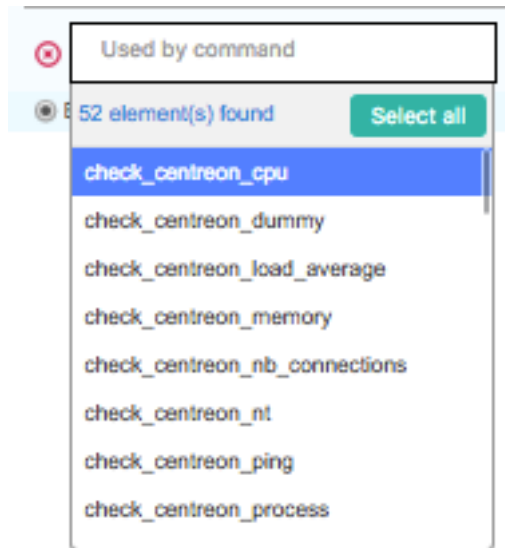 Used by command
52 element(s) found
Select all
check_centreon_cpu
check_centreon_dummy
check_centreon_load_average
check_centreon_memory
check_centreon_nb_connections
check_centreon_nt
check_centreon_ping
check_centreon_process